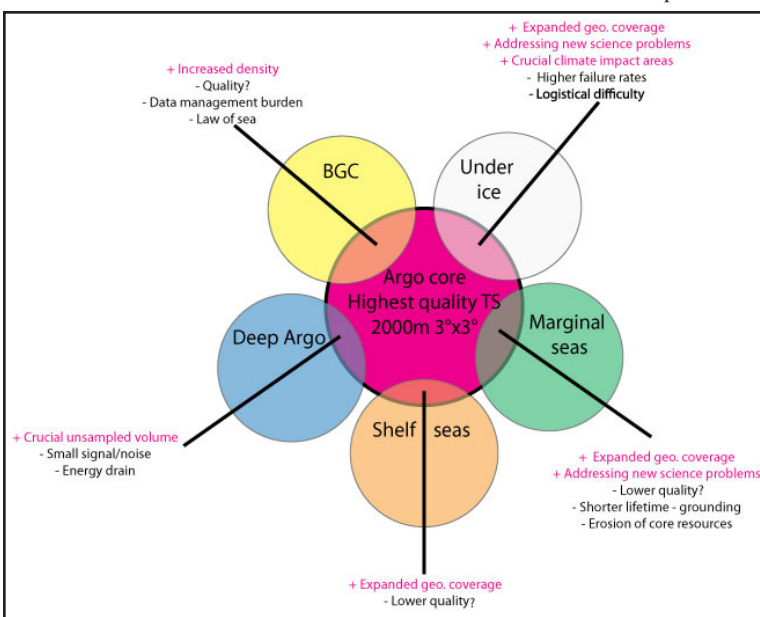 + Expanded geo. coverage
+ Addressing new science problems
+ Crucial climate impact areas
- Higher failure rates
- Logistical difficulty
+ Increased density
- Quality?
- Data management burden
- Law of sea
BGC
Under
ice
Argo core
Highest quality TS
2000m 3°x3°
Deep Argo
Marginal
seas
Shelf seas
+ Crucial unsampled volume
- Small signal/noise
- Energy drain
+ Expanded geo. coverage
+ Addressing new science problems
- Lower quality?
- Shorter lifetime - grounding
- Erosion of core resources
+ Expanded geo. coverage
- Lower quality?